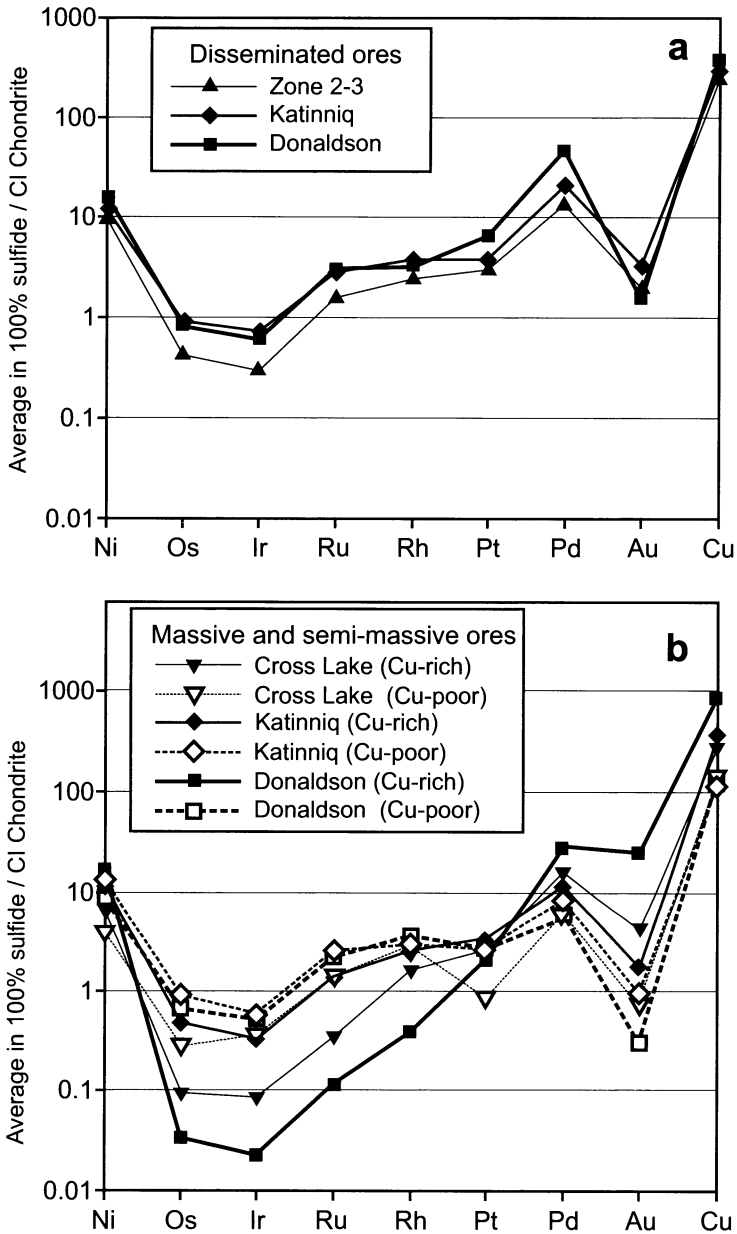 a
Disseminated ores
Zone 2-3
Katinniq
Donaldson
Average in 100% sulfide / CI Chondrite
1000
100
10
1
0.1
0.01
Ni Os Ir Ru Rh Pt Pd Au Cu
b
Massive and semi-massive ores
Cross Lake (Cu-rich)
Cross Lake (Cu-poor)
Katinniq (Cu-rich)
Katinniq (Cu-poor)
Donaldson (Cu-rich)
Donaldson (Cu-poor)
Average in 100% sulfide / CI Chondrite
1000
100
10
1
0.1
0.01
Ni Os Ir Ru Rh Pt Pd Au Cu